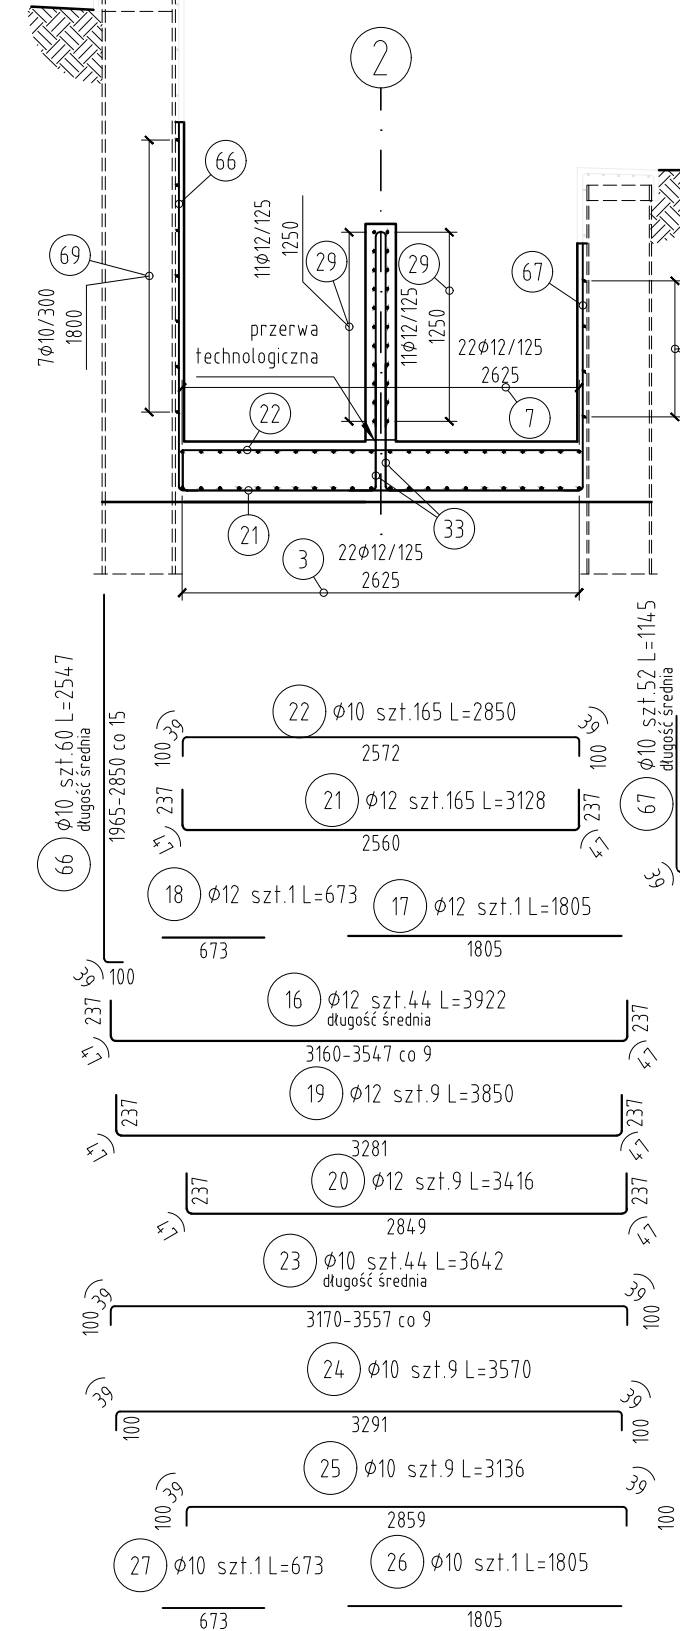 2
66
69
7ϕ10/300
1800
11ϕ12/125
1250
29
29
11ϕ12/125
1250
67
przerwa
technologiczna
22ϕ12/125
2625
7
22
21
33
3
22ϕ12/125
2625
66 ϕ10 szt.60 L=2547
długość średnia
1965-2850 co 15
39
100
67 ϕ10 szt.52 L=1145
długość średnia
39
22 ϕ10 szt.165 L=2850
39
100
2572
39
100
21 ϕ12 szt.165 L=3128
237
47
2560
237
47
18 ϕ12 szt.1 L=673
673
17 ϕ12 szt.1 L=1805
1805
16 ϕ12 szt.44 L=3922
długość średnia
237
47
3160-3547 co 9
237
47
19 ϕ12 szt.9 L=3850
237
47
3281
237
47
20 ϕ12 szt.9 L=3416
237
47
2849
237
47
23 ϕ10 szt.44 L=3642
długość średnia
39
100
3170-3557 co 9
39
100
24 ϕ10 szt.9 L=3570
39
100
3291
39
100
25 ϕ10 szt.9 L=3136
39
100
2859
39
100
27 ϕ10 szt.1 L=673
673
26 ϕ10 szt.1 L=1805
1805